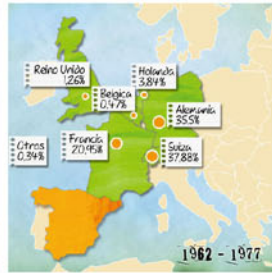 Reino Unido
1,26%
Holanda
3,84%
Belgica
0,47%
Alemania
35,5%
Otros
0,34%
Francia
20,95%
Suiza
37,88%
1962 - 1977